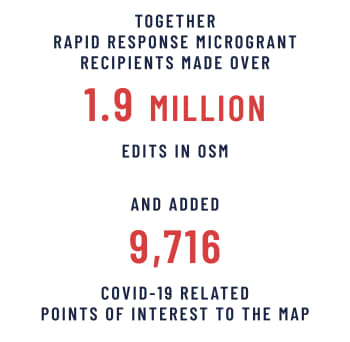 TOGETHER
RAPID RESPONSE MICROGRANT
RECIPIENTS MADE OVER
1.9 MILLION
EDITS IN OSM
AND ADDED
9,716
COVID-19 RELATED
POINTS OF INTEREST TO THE MAP